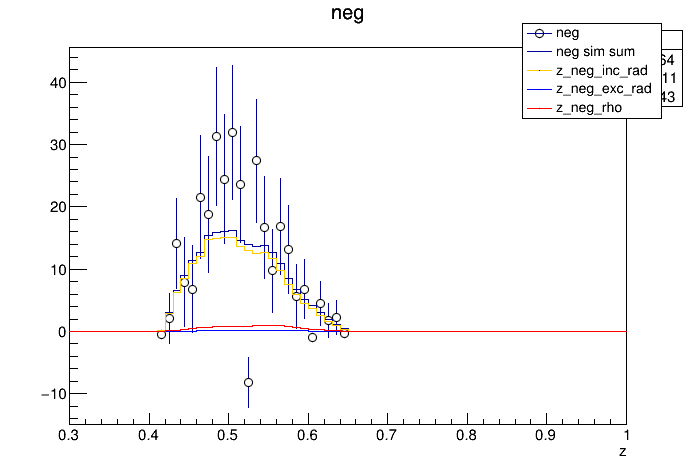 neg
neg
neg sim sum
z_neg_inc_rad
z_neg_exc_rad
z_neg_rho
64
11
43
40
30
20
10
0
−10
0.3 0.4 0.5 0.6 0.7 0.8 0.9 1
z